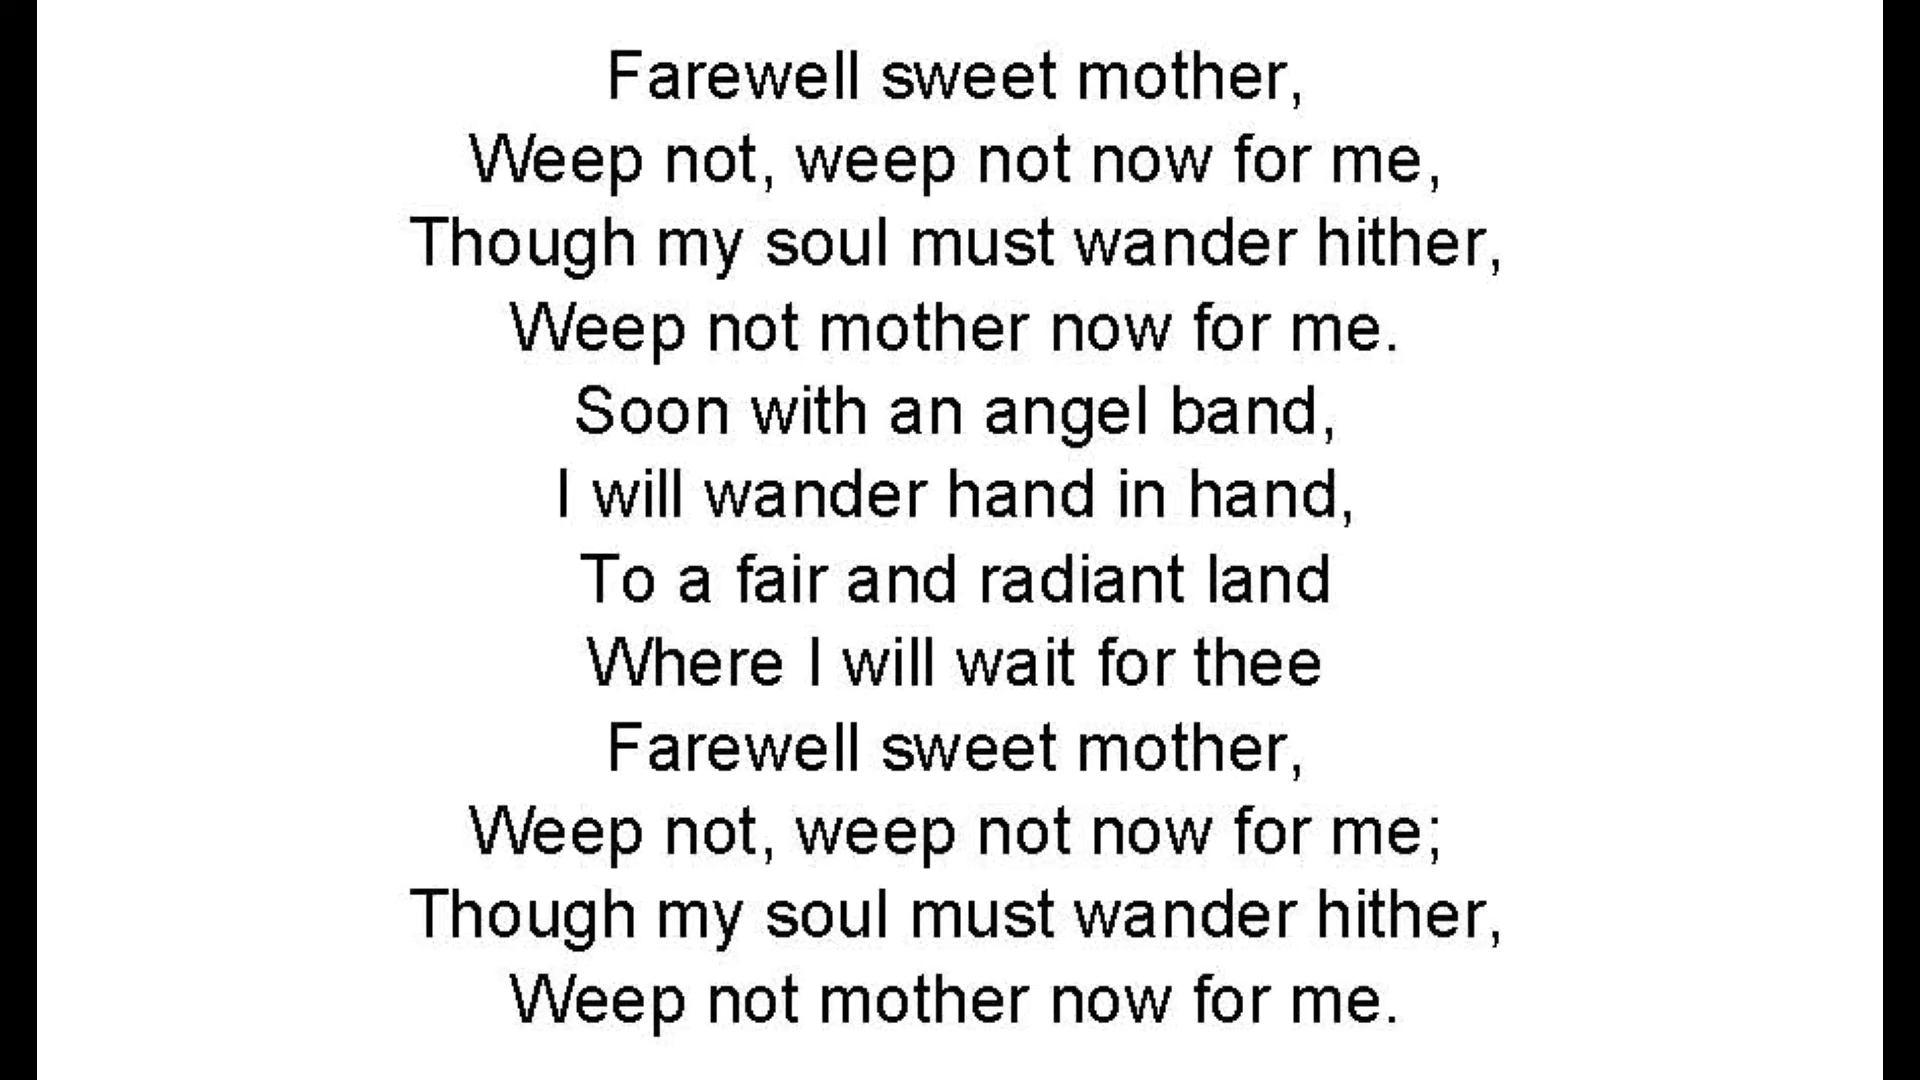 Farewell sweet mother,
Weep not, weep not now for me,
Though my soul must wander hither,
Weep not mother now for me.
Soon with an angel band,
I will wander hand in hand,
To a fair and radiant land
Where I will wait for thee
Farewell sweet mother,
Weep not, weep not now for me;
Though my soul must wander hither,
Weep not mother now for me.